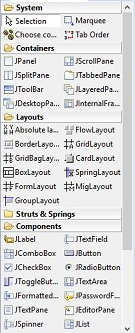 System
Selection
Marquee
Choose co...
Tab Order
Containers
JPanel
JScrollPane
JSplitPane
JTabbedPane
JToolBar
JLayeredPa...
JDesktopPa...
JInternalFra...
Layouts
Absolute la...
FlowLayout
BorderLayo...
GridLayout
GridBagLay...
CardLayout
BoxLayout
SpringLayout
FormLayout
MigLayout
GroupLayout
Struts & Springs
Components
JLabel
JTextField
JComboBox
JButton
JCheckBox
JRadioButton
JToggleButt...
JTextArea
JFormatted...
JPasswordF...
JTextPane
JEditorPane
JSpinner
JList